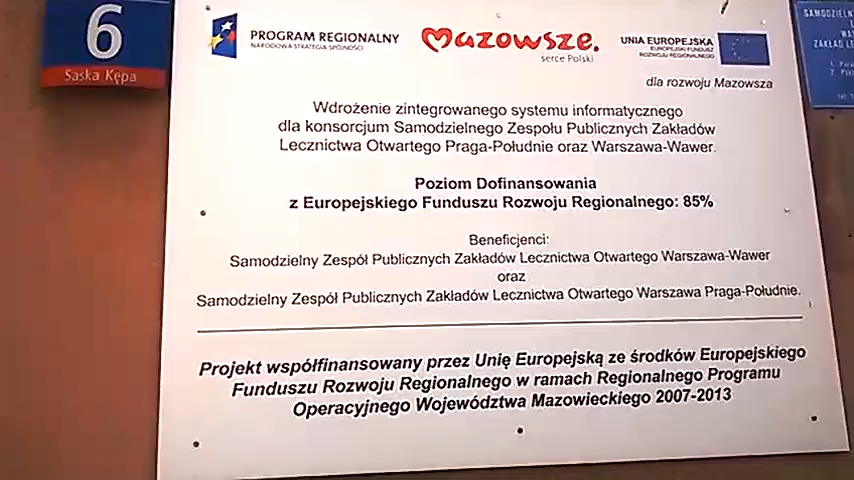 6
Saska Kępa
PROGRAM REGIONALNY
NARODOWA STRATEGIA SPÓJNOŚCI
Mazowsze.
serce Polski
UNIA EUROPEJSKA
EUROPEJSKI FUNDUSZ
ROZWOJU REGIONALNEGO
dla rozwoju Mazowsza
Wdrożenie zintegrowanego systemu informatycznego
dla konsorcjum Samodzielnego Zespołu Publicznych Zakładów
Lecznictwa Otwartego Praga-Południe oraz Warszawa-Wawer.
Poziom Dofinansowania
z Europejskiego Funduszu Rozwoju Regionalnego: 85%
Beneficjenci:
Samodzielny Zespół Publicznych Zakładów Lecznictwa Otwartego Warszawa-Wawer
oraz
Samodzielny Zespół Publicznych Zakładów Lecznictwa Otwartego Warszawa Praga-Południe.
Projekt współfinansowany przez Unię Europejską ze środków Europejskiego
Funduszu Rozwoju Regionalnego w ramach Regionalnego Programu
Operacyjnego Województwa Mazowieckiego 2007-2013
SAMODZIELN
ZAKŁAD LE